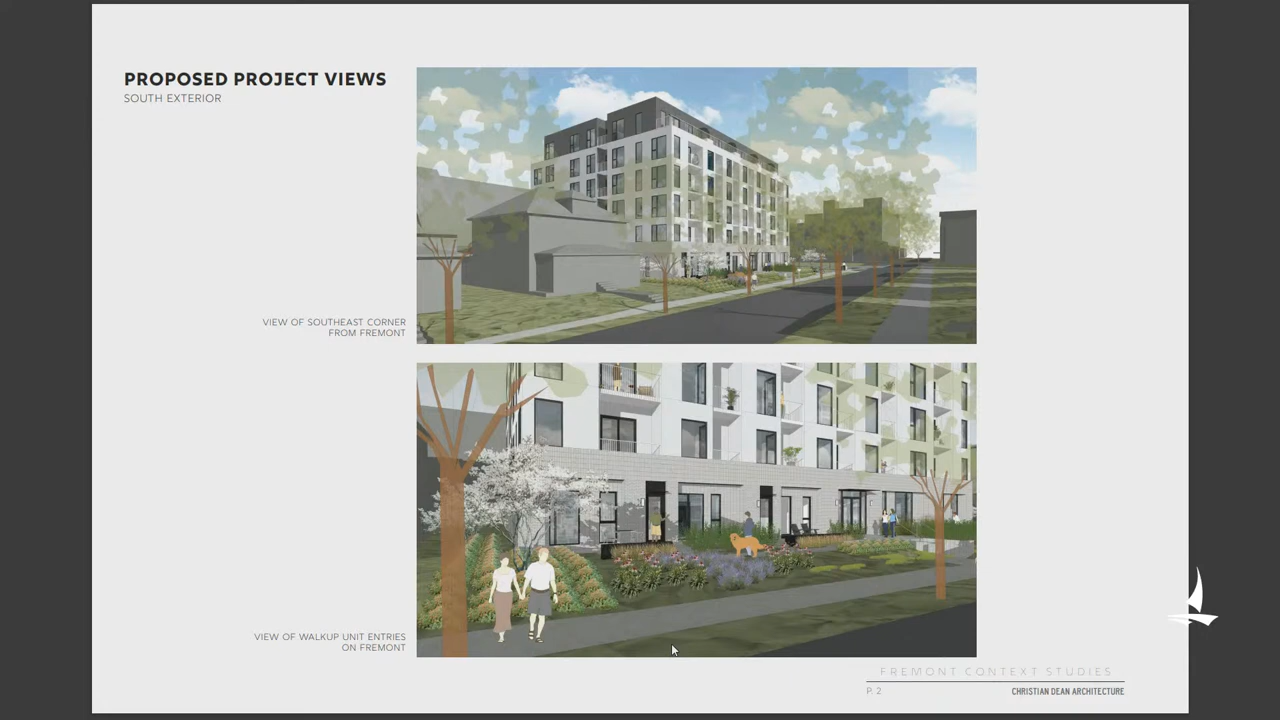 PROPOSED PROJECT VIEWS
SOUTH EXTERIOR
VIEW OF SOUTHEAST CORNER
FROM FREMONT
VIEW OF WALKUP UNIT ENTRIES
ON FREMONT
FREMONT CONTEXT STUDIES
P. 2
CHRISTIAN DEAN ARCHITECTURE